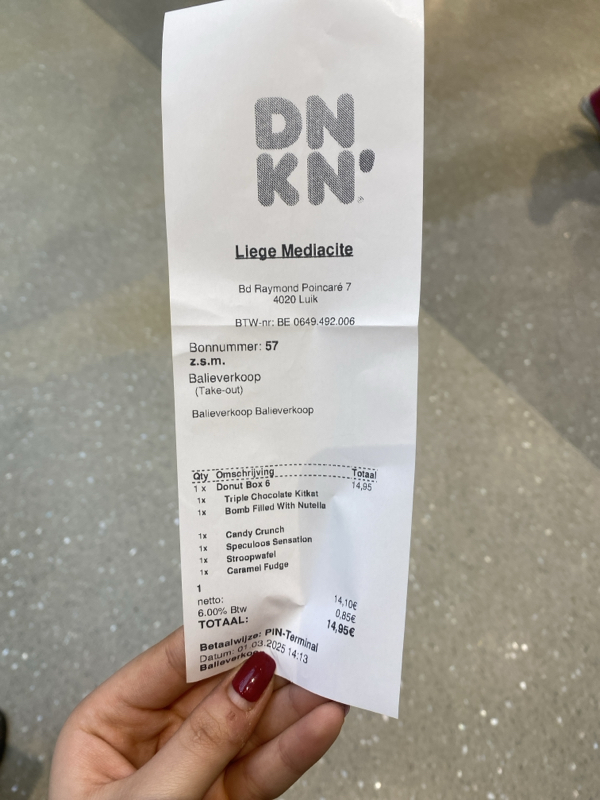 DN
KN'
Liege Mediacite
Bd Raymond Poincaré 7
4020 Luik
BTW-nr: BE 0649.492.006
Bonnummer: 57
z.s.m.
Balieverkoop
(Take-out)
Balieverkoop Balieverkoop
Qty Omschrijving Totaal
1 x Donut Box 6 14,95
1x Triple Chocolate Kitkat
1x Bomb Filled With Nutella
1x Candy Crunch
1x Speculoos Sensation
1x Stroopwafel
1x Caramel Fudge
1
netto: 14,10€
6.00% Btw 0,85€
TOTAAL: 14,95€
Betaalwijze: PIN-Terminal
Datum: 01.03.2025 14:13